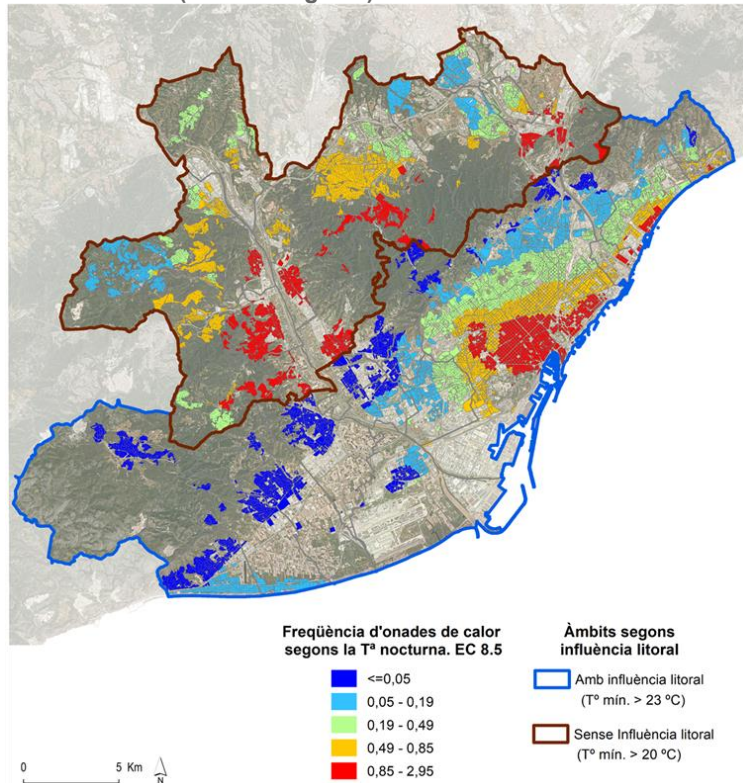 Freqüència d'onades de calor
segons la Tª nocturna. EC 8.5
<=0,05
0,05 - 0,19
0,19 - 0,49
0,49 - 0,85
0,85 - 2,95
Àmbits segons
influència litoral
Amb influència litoral
(Tº mín. > 23 ºC)
Sense Influència litoral
(Tº mín. > 20 ºC)
0 5 Km
N